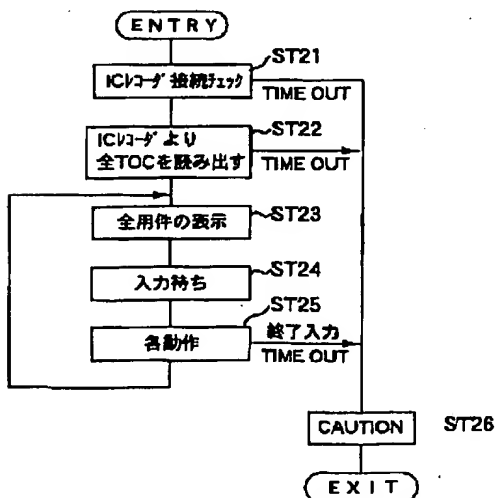 ENTRY
ST21
ICﾚｺｰﾀﾞ接続ﾁｪｯｸ
TIME OUT
ICﾚｺｰﾀﾞより
全TOCを読み出す
ST22
TIME OUT
全用件の表示
ST23
入力待ち
ST24
ST25
各動作
終了入力
TIME OUT
CAUTION
ST26
EXIT